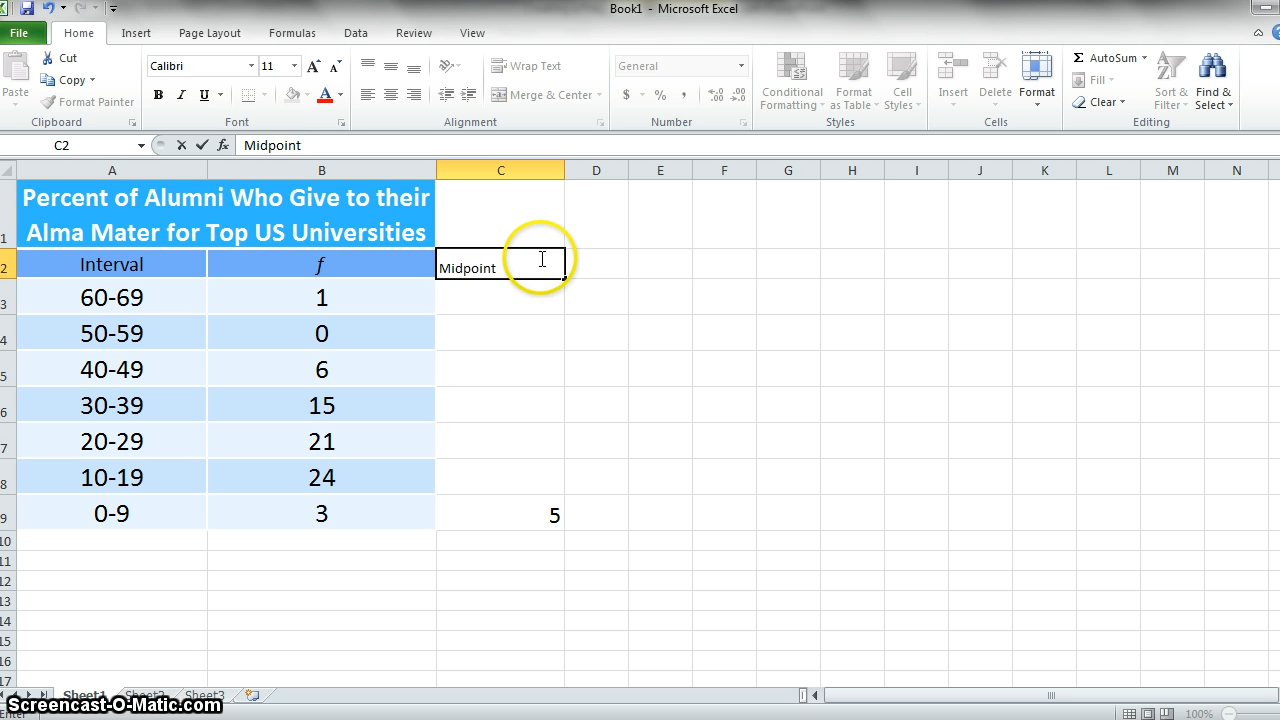 Book1 - Microsoft Excel
File Home Insert Page Layout Formulas Data Review View
Cut
Calibri 11 Wrap Text General AutoSum
Copy Fill
Paste Format Painter B I U Merge & Center $ % , Conditional Formatting Format as Table Cell Styles Insert Delete Format Clear Sort & Filter Find & Select
Clipboard Font Alignment Number Styles Cells Editing
C2 fx Midpoint
A B C D E F G H I J K L M N
Percent of Alumni Who Give to their
1 Alma Mater for Top US Universities
2 Interval f Midpoint
3 60-69 1
4 50-59 0
5 40-49 6
6 30-39 15
7 20-29 21
8 10-19 24
9 0-9 3 5
10
11
12
13
14
15
16
17
Sheet1 Sheet2 Sheet3
Screencast-O-Matic.com
Enter 100%